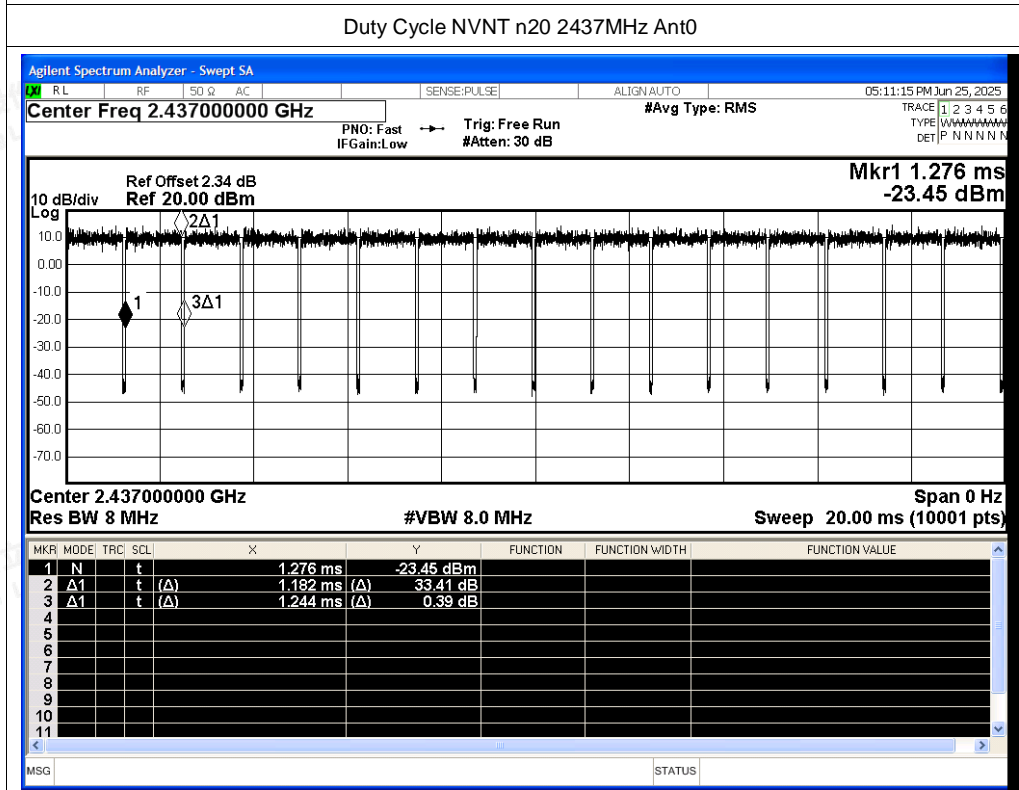 Duty Cycle NVNT n20 2437MHz Ant0
Agilent Spectrum Analyzer - Swept SA
LXI RL RF 50 Ω AC SENSE:PULSE ALIGN AUTO 05:11:15 PM Jun 25, 2025
Center Freq 2.437000000 GHz #Avg Type: RMS TRACE 1 2 3 4 5 6
PNO: Fast Trig: Free Run TYPE WWWWWW
IFGain:Low #Atten: 30 dB DET P N N N N N
Mkr1 1.276 ms
Ref Offset 2.34 dB
10 dB/div Ref 20.00 dBm -23.45 dBm
Log
2Δ1
10.0
0.00
-10.0
1 3Δ1
-20.0
-30.0
-40.0
-50.0
-60.0
-70.0
Center 2.437000000 GHz Span 0 Hz
Res BW 8 MHz #VBW 8.0 MHz Sweep 20.00 ms (10001 pts)
MKR MODE TRC SCL X Y FUNCTION FUNCTION WIDTH FUNCTION VALUE
1 N t 1.276 ms -23.45 dBm
2 Δ1 t (Δ) 1.182 ms (Δ) 33.41 dB
3 Δ1 t (Δ) 1.244 ms (Δ) 0.39 dB
4
5
6
7
8
9
10
11
MSG STATUS